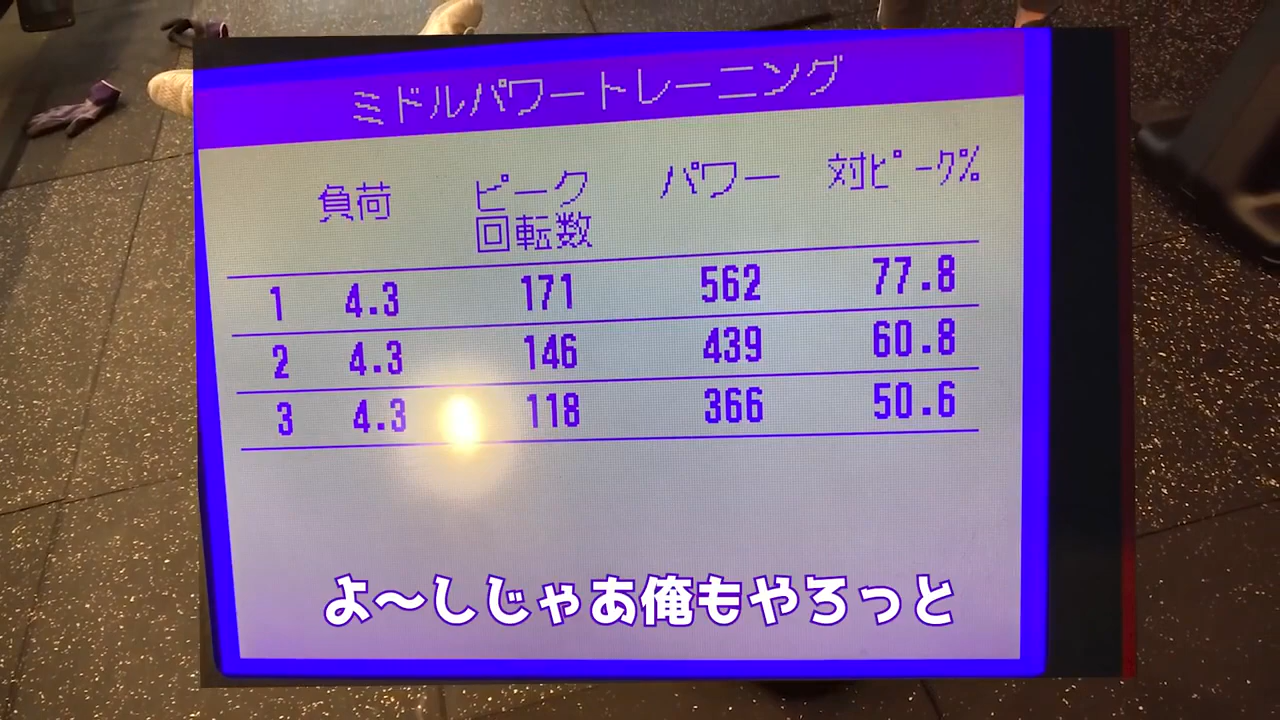 ミドルパワートレーニング
負荷 ピーク回転数 パワー 対ピーク%
1 4.3 171 562 77.8
2 4.3 146 439 60.8
3 4.3 118 366 50.6
よ〜しじゃあ俺もやろっと